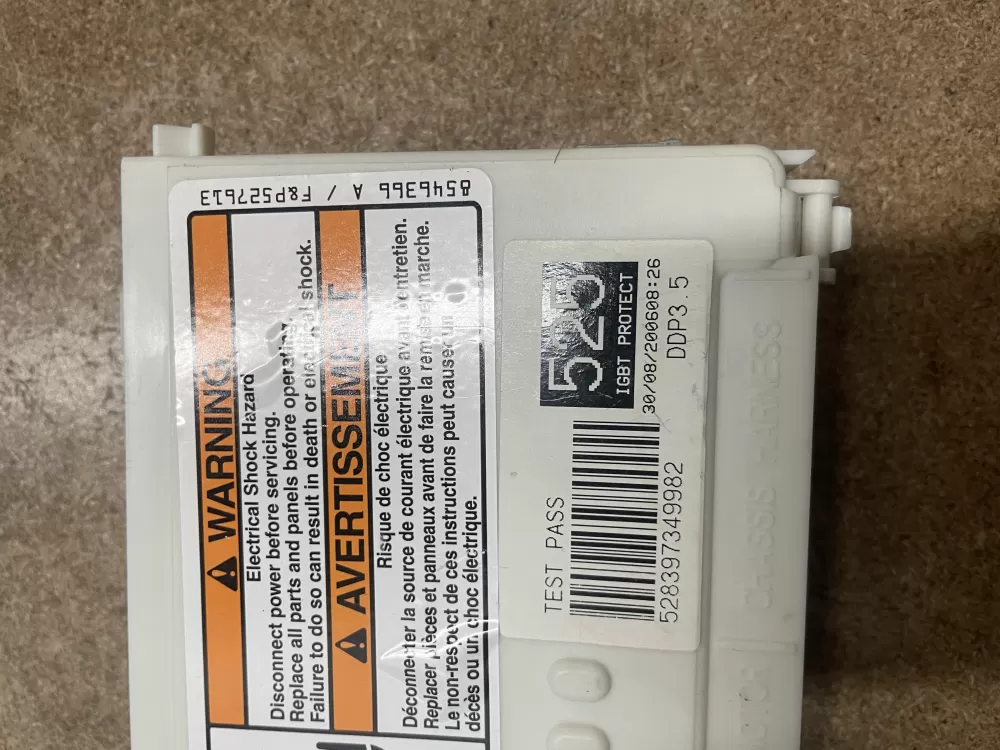 8546366 A / F&P527613
WARNING
Electrical Shock Hazard
Disconnect power before servicing.
Replace all parts and panels before operating.
Failure to do so can result in death or electrical shock.
AVERTISSEMENT
Risque de choc électrique
Déconnecter la source de courant électrique avant l'entretien.
Replacer pièces et panneaux avant de faire la remise en marche.
Le non-respect de ces instructions peut causer un
décès ou un choc électrique.
TEST PASS
528397349982
525
IGBT PROTECT
30/08/200608:26
DDP3.5
CHASSIS HARNESS